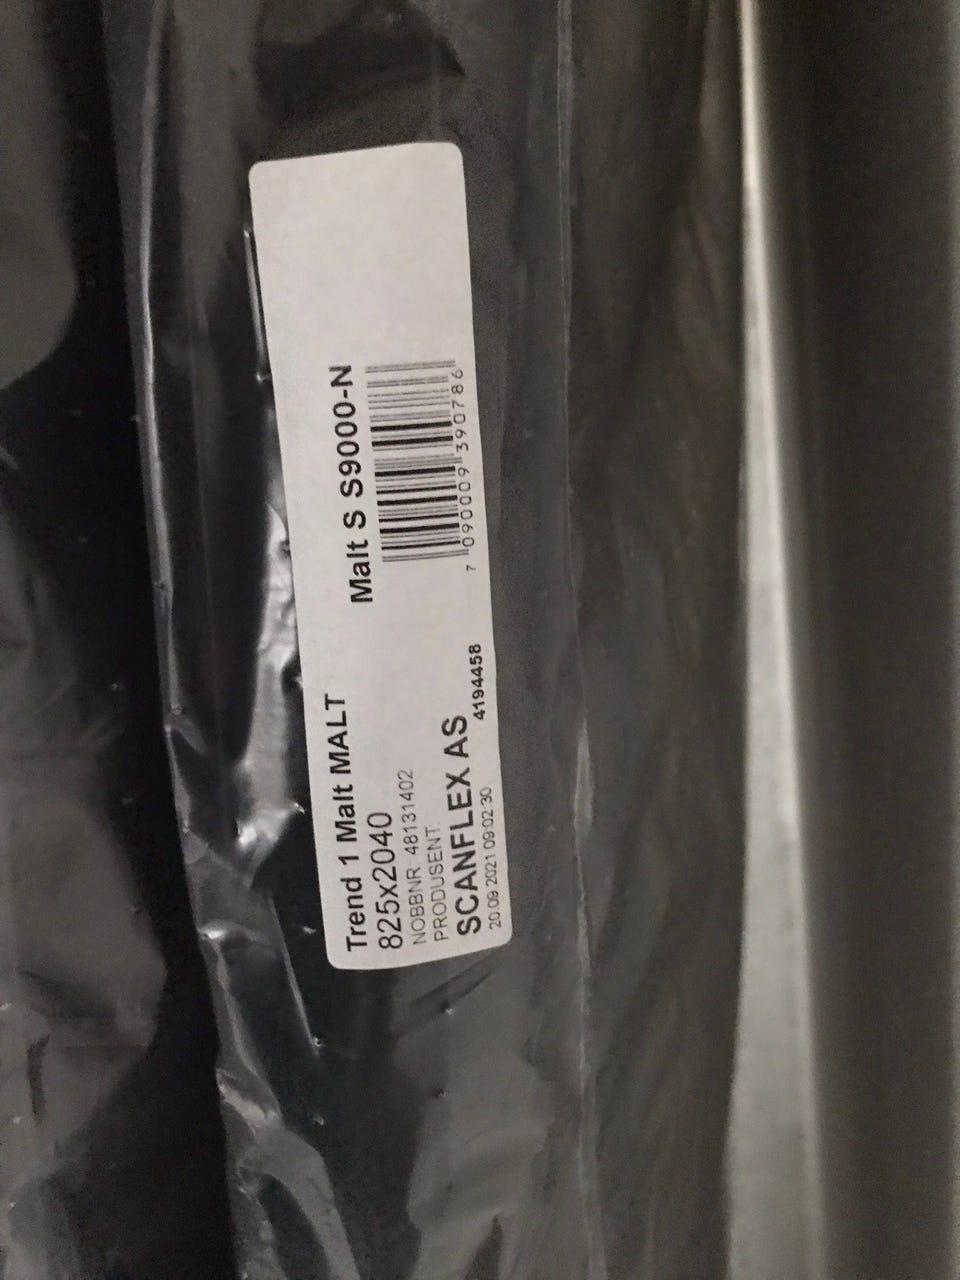 Trend 1 Malt MALT
825x2040
Malt S S9000-N
NOBBNR: 48131402
PRODUSENT:
SCANFLEX AS
20.09.2021 09:02:30
4194458
7 090009 390786